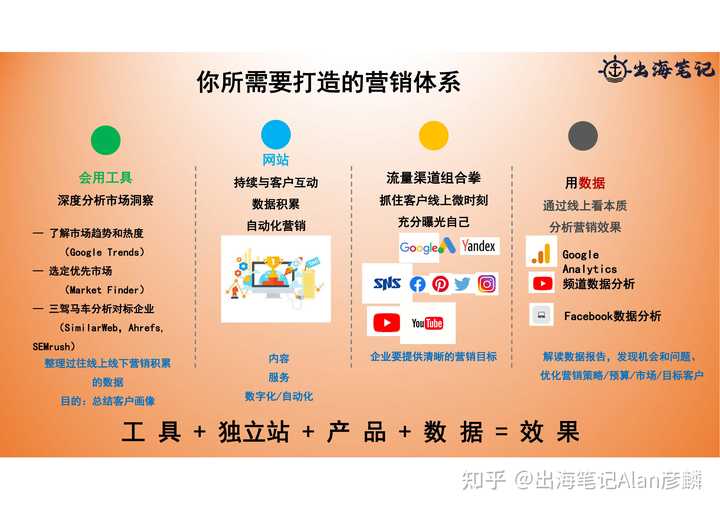 你所需要打造的营销体系
出海笔记
会用工具
深度分析市场洞察
— 了解市场趋势和热度
（Google Trends）
— 选定优先市场
（Market Finder）
— 三驾马车分析对标企业
（SimilarWeb，Ahrefs,
SEMrush）
整理过往线上线下营销积累
的数据
目的：总结客户画像
网站
持续与客户互动
数据积累
自动化营销
内容
服务
数字化/自动化
流量渠道组合拳
抓住客户线上微时刻
充分曝光自己
Google
Yandex
SNS
YouTube
企业要提供清晰的营销目标
用数据
通过线上看本质
分析营销效果
Google
Analytics
频道数据分析
Facebook数据分析
解读数据报告，发现机会和问题、
优化营销策略/预算/市场/目标客户
工具 + 独立站 + 产品 + 数据 = 效果
知乎 @出海笔记Alan彦麟